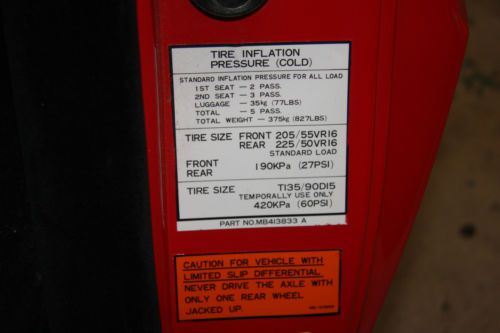 TIRE INFLATION
PRESSURE (COLD)
STANDARD INFLATION PRESSURE FOR ALL LOAD
1ST SEAT — 2 PASS.
2ND SEAT — 3 PASS.
LUGGAGE — 35kg (77LBS)
TOTAL — 5 PASS.
TOTAL WEIGHT — 375kg (827LBS)
TIRE SIZE FRONT 205/55VR16
REAR 225/50VR16
STANDARD LOAD
FRONT
REAR 190KPa (27PSI)
TIRE SIZE T135/90D15
TEMPORALLY USE ONLY
420KPa (60PSI)
PART NO.MB413833 A
CAUTION FOR VEHICLE WITH
LIMITED SLIP DIFFERENTIAL.
NEVER DRIVE THE AXLE WITH
ONLY ONE REAR WHEEL
JACKED UP.